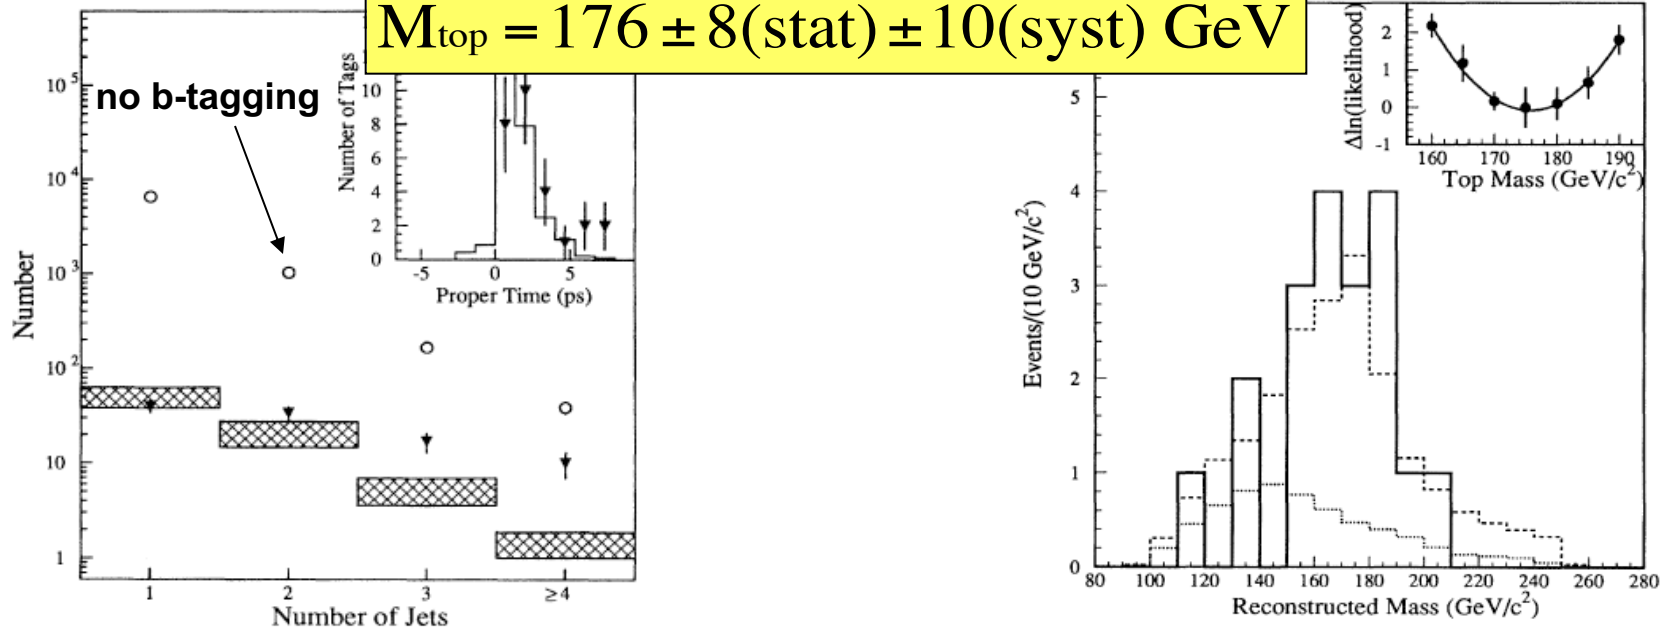 M_top = 176 ± 8(stat) ± 10(syst) GeV
no b-tagging
Number
10^5
10^4
10^3
10^2
10
1
1 2 3 ≥4
Number of Jets
Number of Tags
10
8
6
4
2
0
-5 0 5
Proper Time (ps)
Events/(10 GeV/c^2)
5
4
3
2
1
0
80 100 120 140 160 180 200 220 240 260 280
Reconstructed Mass (GeV/c^2)
Δln(likelihood)
2
1
0
-1
160 170 180 190
Top Mass (GeV/c^2)